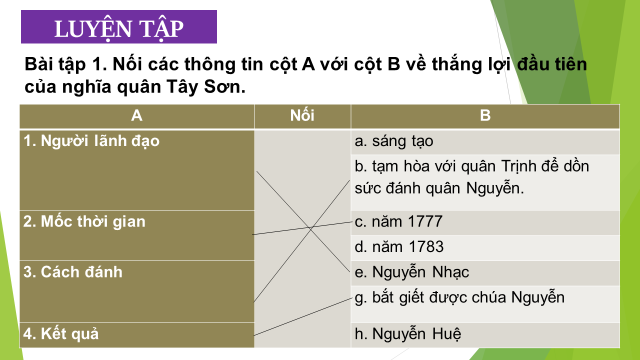 LUYỆN TẬP
Bài tập 1. Nối các thông tin cột A với cột B về thắng lợi đầu tiên
của nghĩa quân Tây Sơn.
A
Nối
B
1. Người lãnh đạo
a. sáng tạo
b. tạm hòa với quân Trịnh để dồn
sức đánh quân Nguyễn.
2. Mốc thời gian
c. năm 1777
d. năm 1783
3. Cách đánh
e. Nguyễn Nhạc
g. bắt giết được chúa Nguyễn
4. Kết quả
h. Nguyễn Huệ